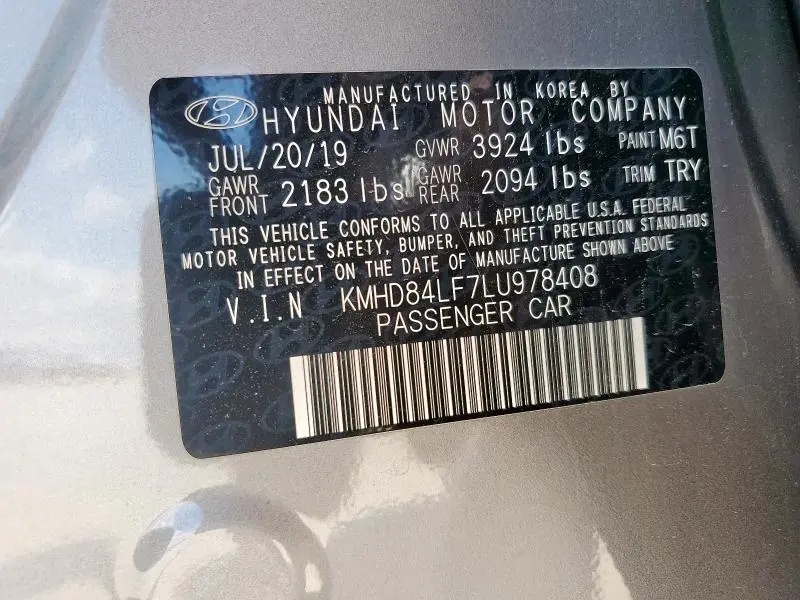 MANUFACTURED IN KOREA BY
HYUNDAI MOTOR COMPANY
JUL/20/19 GVWR 3924 lbs PAINT M6T
GAWR FRONT 2183 lbs GAWR REAR 2094 lbs TRIM TRY
THIS VEHICLE CONFORMS TO ALL APPLICABLE U.S.A. FEDERAL
MOTOR VEHICLE SAFETY, BUMPER, AND THEFT PREVENTION STANDARDS
IN EFFECT ON THE DATE OF MANUFACTURE SHOWN ABOVE
V.I.N KMHD84LF7LU978408
PASSENGER CAR